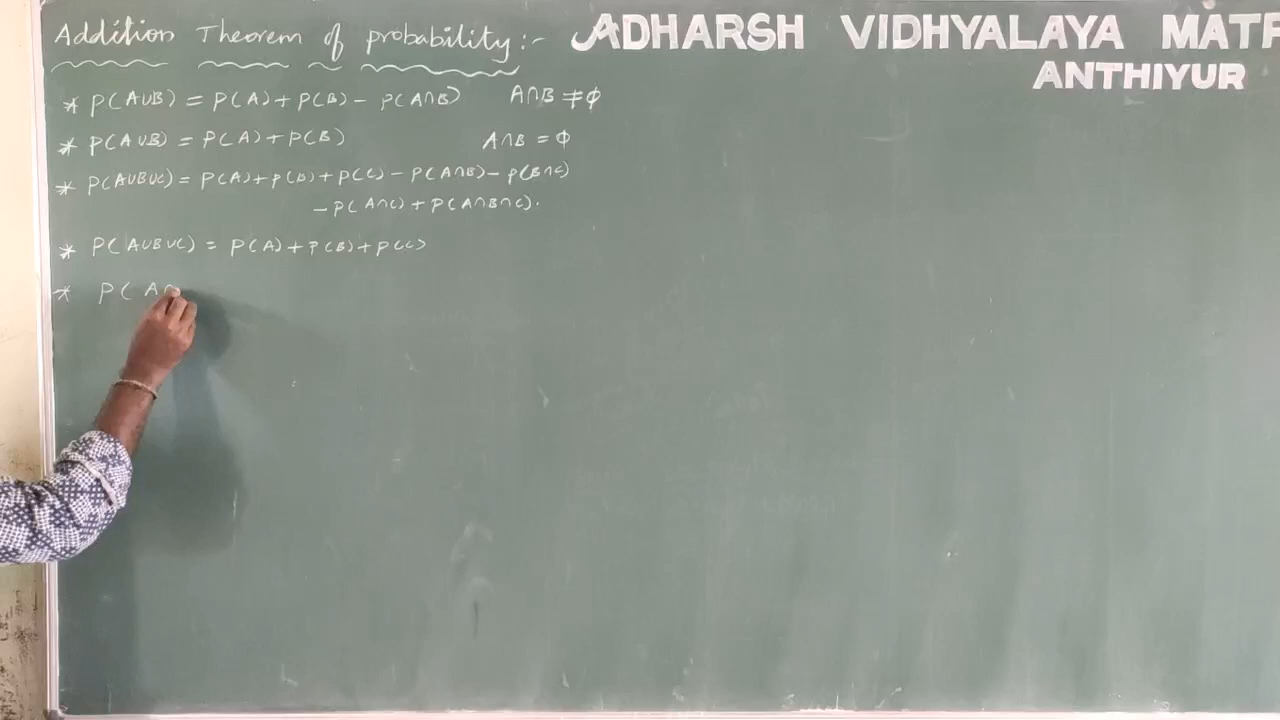 Addition Theorem of probability:-
ADHARSH VIDHYALAYA MATR
ANTHIYUR
* P(A∪B) = P(A)+P(B)- P(A∩B) A∩B ≠ϕ
* P(A∪B) = P(A)+P(B) A∩B = ϕ
* P(A∪B∪C) = P(A)+P(B)+P(C)-P(A∩B)-P(B∩C)
-P(A∩C)+P(A∩B∩C).
* P(A∪B∪C) = P(A)+P(B)+P(C)
* P(A∩